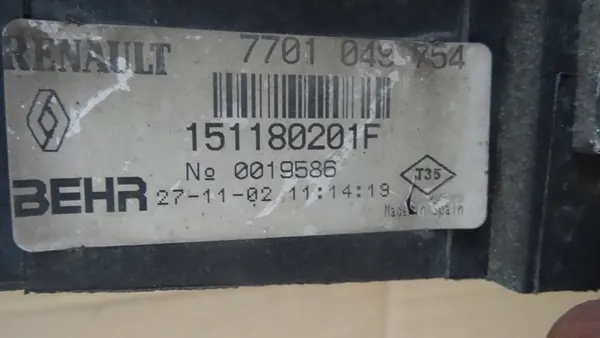 RENAULT 7701 049 754
151180201F
No 0019586
BEHR 27-11-02 11:14:19
T35
Made in Spain